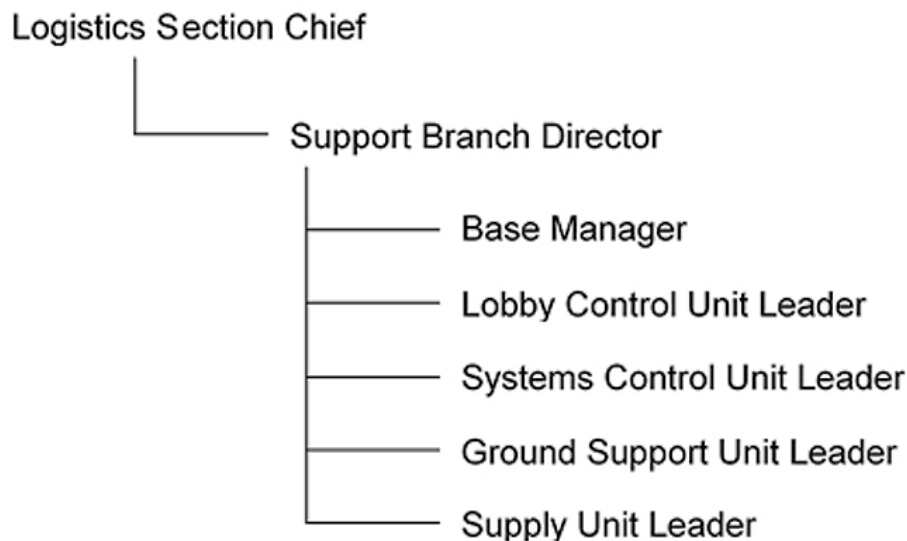 Logistics Section Chief
Support Branch Director
Base Manager
Lobby Control Unit Leader
Systems Control Unit Leader
Ground Support Unit Leader
Supply Unit Leader